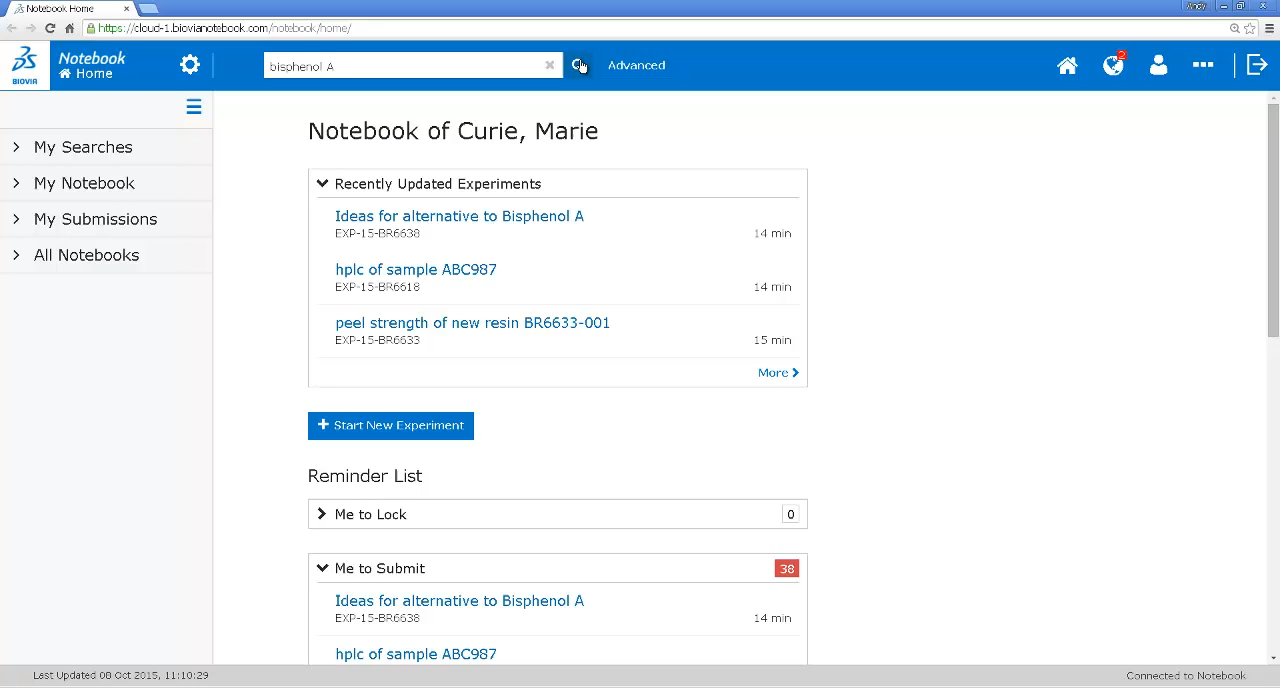 Notebook Home
Andy
https://cloud-1.biovianotebook.com/notebook/home/
BIOVIA
Notebook
Home
bisphenol A
Advanced
2
My Searches
My Notebook
My Submissions
All Notebooks
Notebook of Curie, Marie
Recently Updated Experiments
Ideas for alternative to Bisphenol A
EXP-15-BR6638 14 min
hplc of sample ABC987
EXP-15-BR6618 14 min
peel strength of new resin BR6633-001
EXP-15-BR6633 15 min
More
Start New Experiment
Reminder List
Me to Lock 0
Me to Submit 38
Ideas for alternative to Bisphenol A
EXP-15-BR6638 14 min
hplc of sample ABC987
Last Updated 08 Oct 2015, 11:10:29
Connected to Notebook